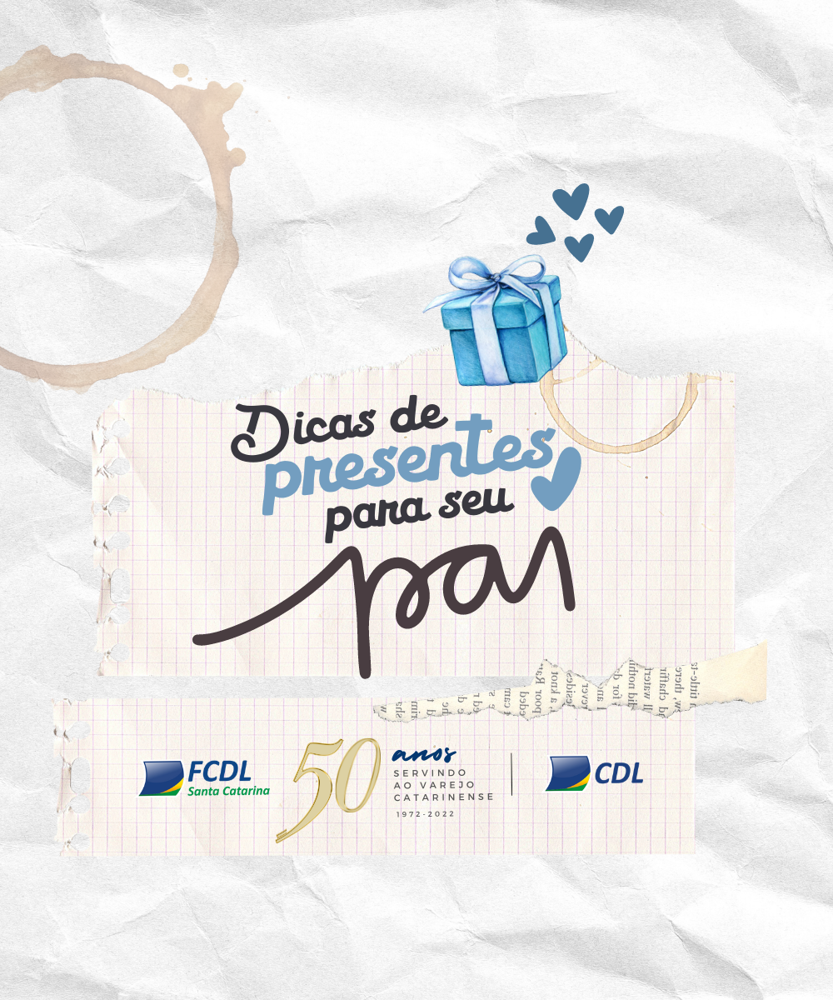 Dicas de
presentes
para seu
pai
FCDL
Santa Catarina
50 anos
SERVINDO
AO VAREJO
CATARINENSE
1972-2022
CDL